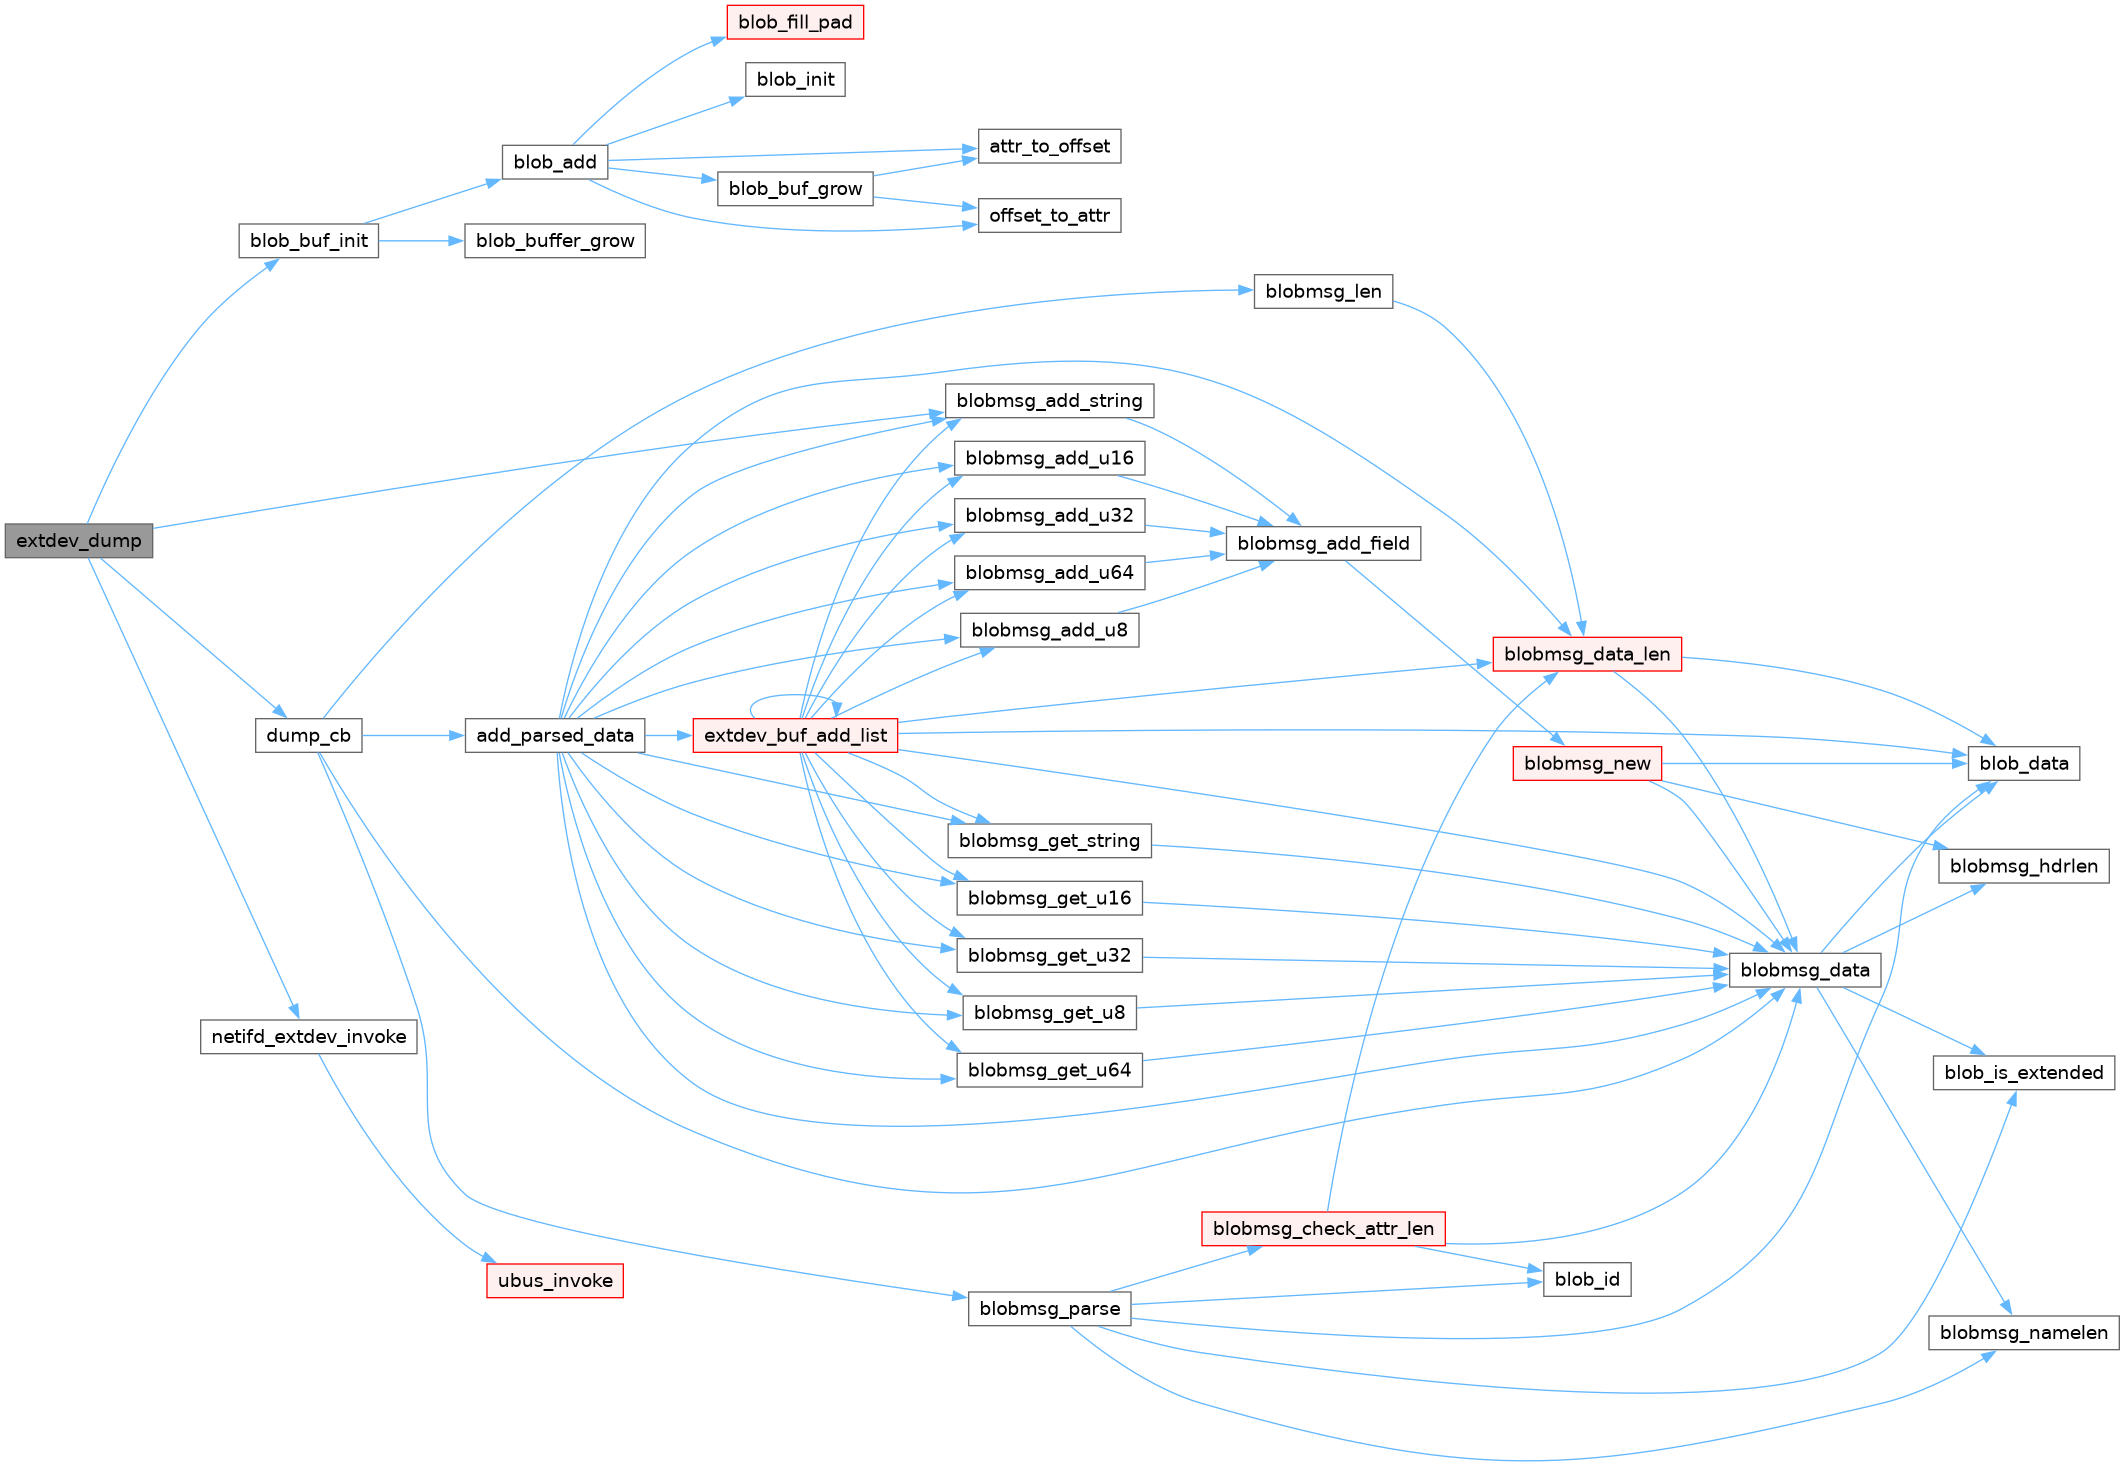 blob_fill_pad
blob_init
attr_to_offset
blob_add
blob_buf_grow
offset_to_attr
blob_buf_init
blob_buffer_grow
blobmsg_len
blobmsg_add_string
blobmsg_add_u16
blobmsg_add_u32
extdev_dump
blobmsg_add_field
blobmsg_add_u64
blobmsg_add_u8
blobmsg_data_len
dump_cb
add_parsed_data
extdev_buf_add_list
blobmsg_new
blob_data
blobmsg_get_string
blobmsg_hdrlen
blobmsg_get_u16
blobmsg_get_u32
blobmsg_data
blobmsg_get_u8
netifd_extdev_invoke
blobmsg_get_u64
blob_is_extended
blobmsg_check_attr_len
ubus_invoke
blob_id
blobmsg_parse
blobmsg_namelen